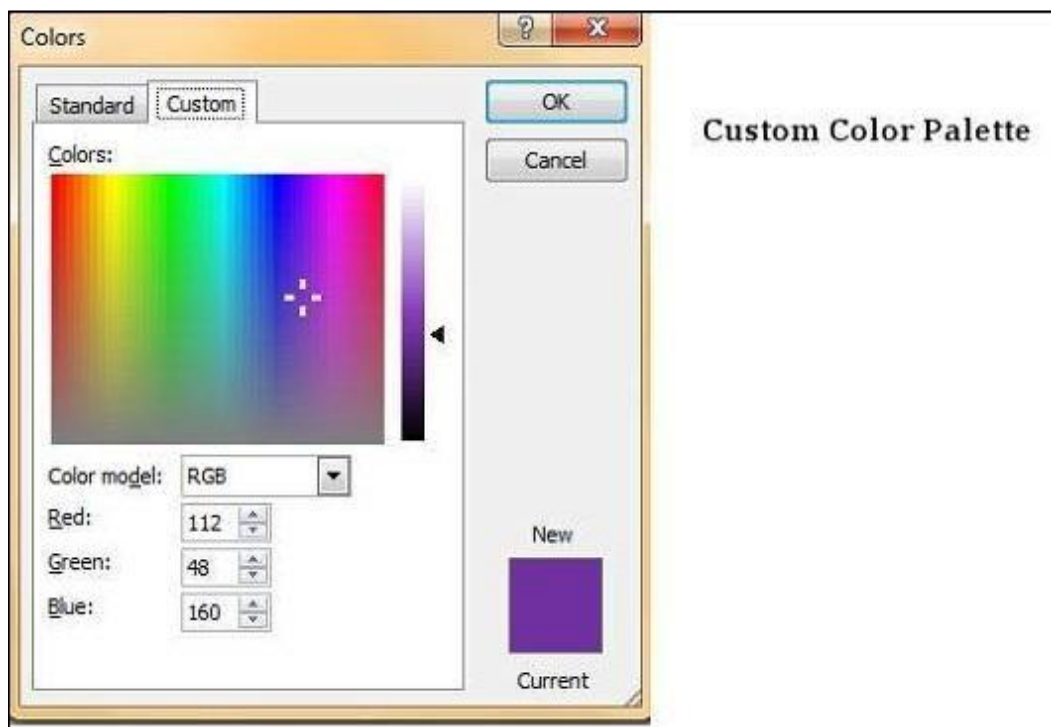 Colors
Standard
Custom
OK
Cancel
Custom Color Palette
Colors:
Color model:
RGB
Red:
112
Green:
48
Blue:
160
New
Current